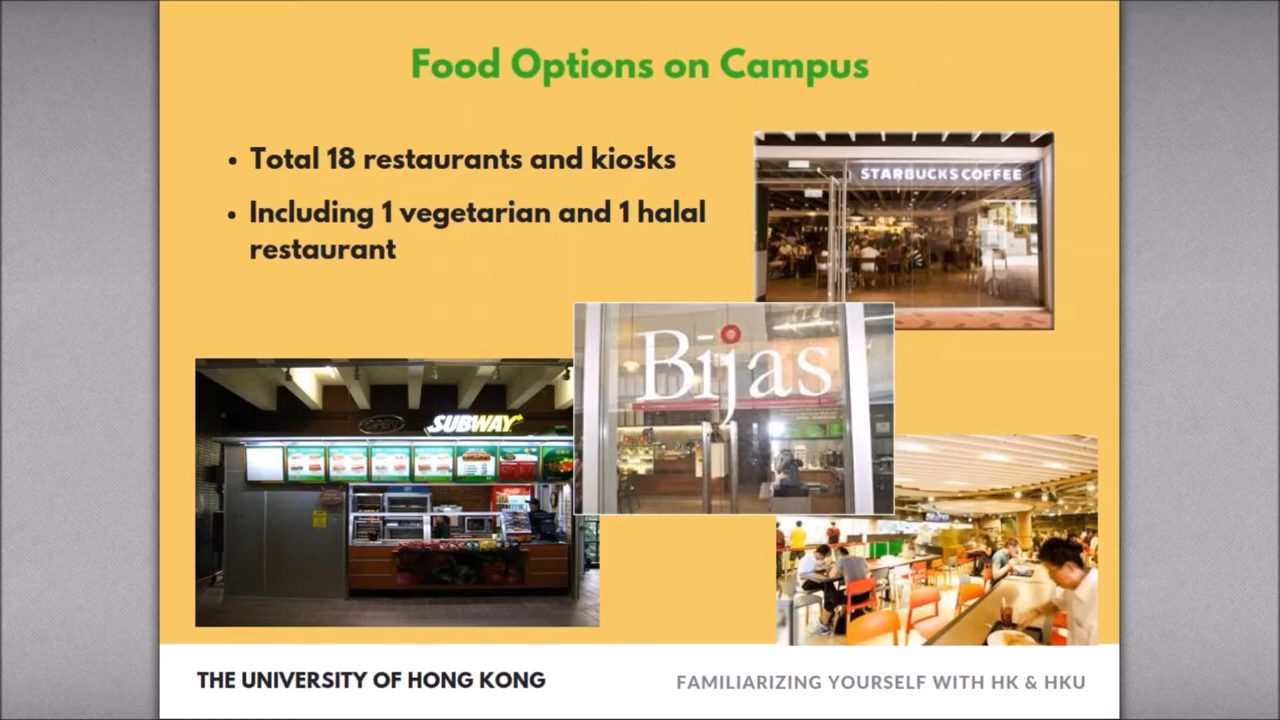 Food Options on Campus
• Total 18 restaurants and kiosks
• Including 1 vegetarian and 1 halal
restaurant
STARBUCKS COFFEE
Bijas
SUBWAY
THE UNIVERSITY OF HONG KONG
FAMILIARIZING YOURSELF WITH HK & HKU